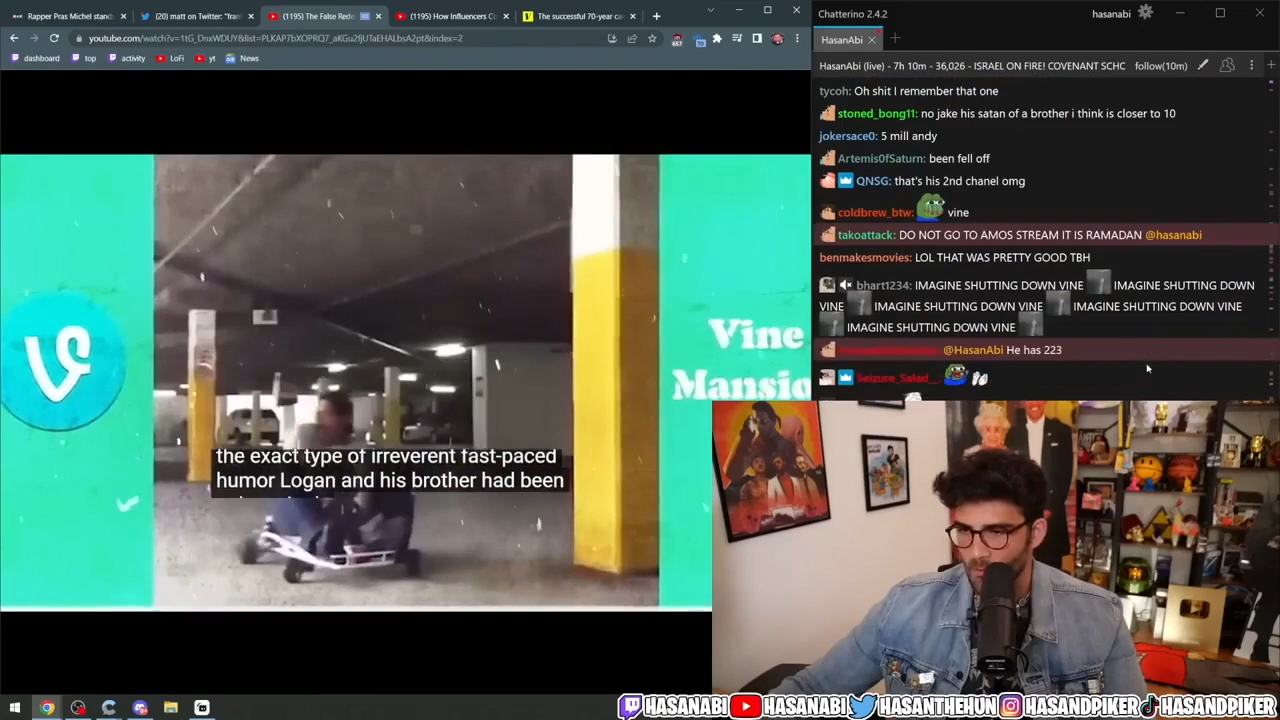 Rapper Pras Michel stand
(20) matt on Twitter: "fran
(1195) The False Rede
(1195) How Influencers Co
The successful 70-year ca
Chatterino 2.4.2
hasanabi
youtube.com/watch?v=1tG_DnxWDUY&list=PLKAP7bXOPRQ7_aKGu2fjUTaEHALbsA2pt&index=2
HasanAbi
dashboard
top
activity
LoFi
yt
News
HasanAbi (live) - 7h 10m - 36,026 - ISRAEL ON FIRE! COVENANT SCHC
follow(10m)
tycoh: Oh shit I remember that one
stoned_bong11: no jake his satan of a brother i think is closer to 10
jokersace0: 5 mill andy
Artemis0fSaturn: been fell off
QNSG: that's his 2nd chanel omg
coldbrew_btw: vine
takoattack: DO NOT GO TO AMOS STREAM IT IS RAMADAN @hasanabi
benmakesmovies: LOL THAT WAS PRETTY GOOD TBH
bhart1234: IMAGINE SHUTTING DOWN VINE IMAGINE SHUTTING DOWN
VINE IMAGINE SHUTTING DOWN VINE IMAGINE SHUTTING DOWN VINE
IMAGINE SHUTTING DOWN VINE
@HasanAbi He has 223
Seizure_Salad__:
Vine
Mansio
the exact type of irreverent fast-paced
humor Logan and his brother had been
HASANABI HASANABI HASANTHEHUN HASANDPIKER HASANDPIKER